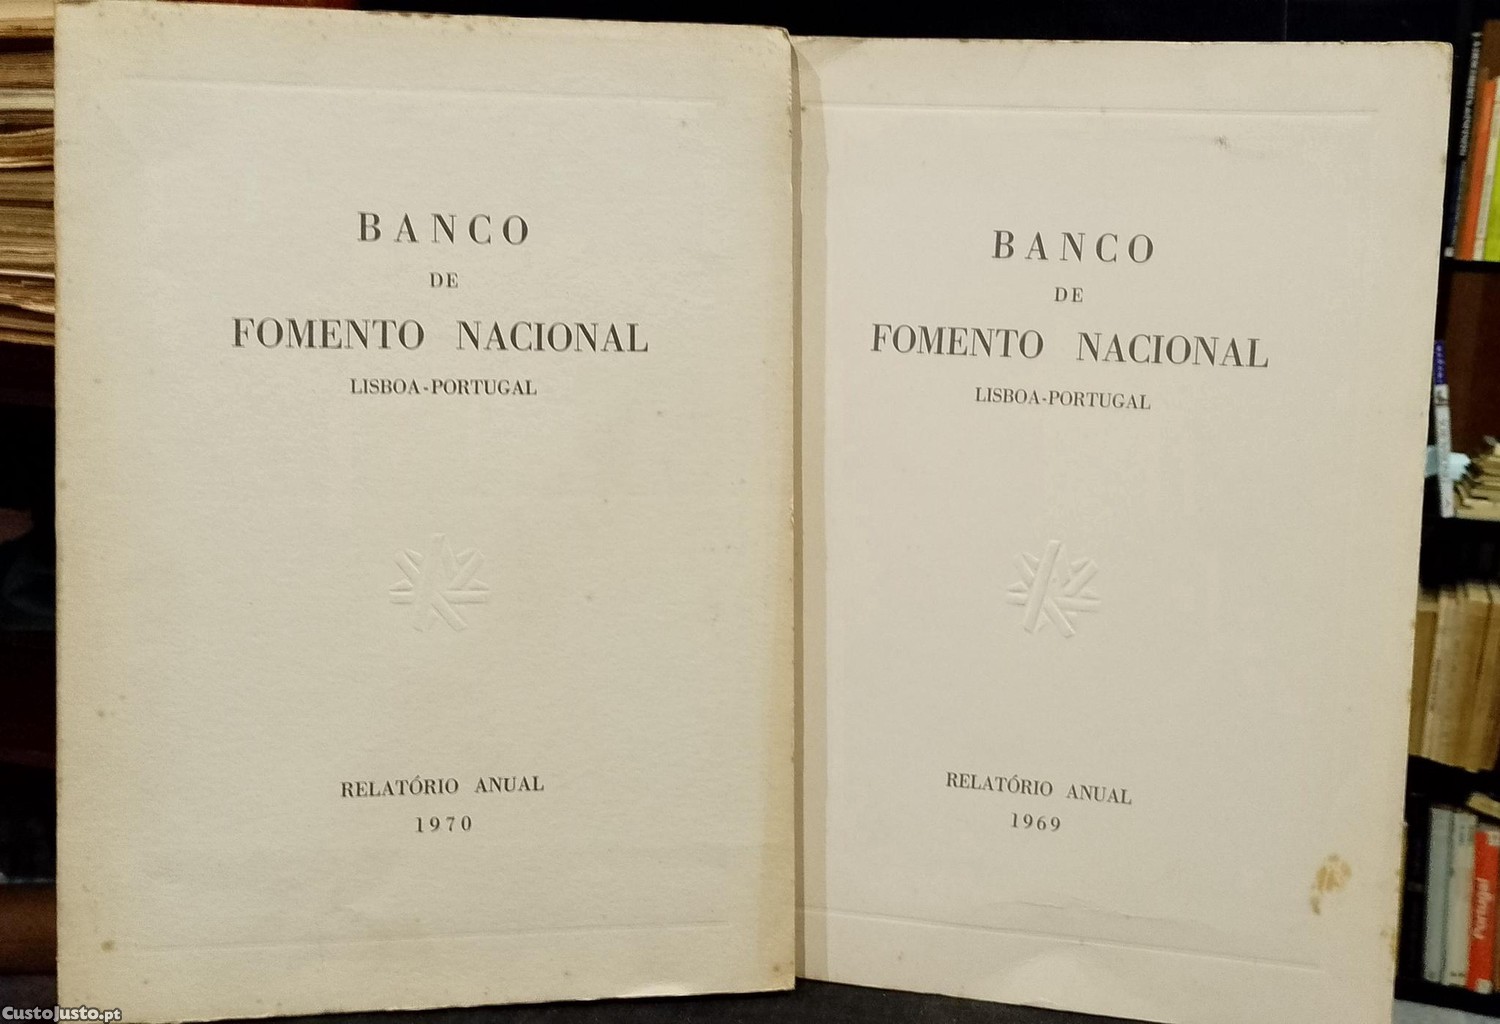 BANCO
DE
FOMENTO NACIONAL
LISBOA-PORTUGAL
RELATÓRIO ANUAL
1970
BANCO
DE
FOMENTO NACIONAL
LISBOA-PORTUGAL
RELATÓRIO ANUAL
1969
Portugal
CustoJusto.pt